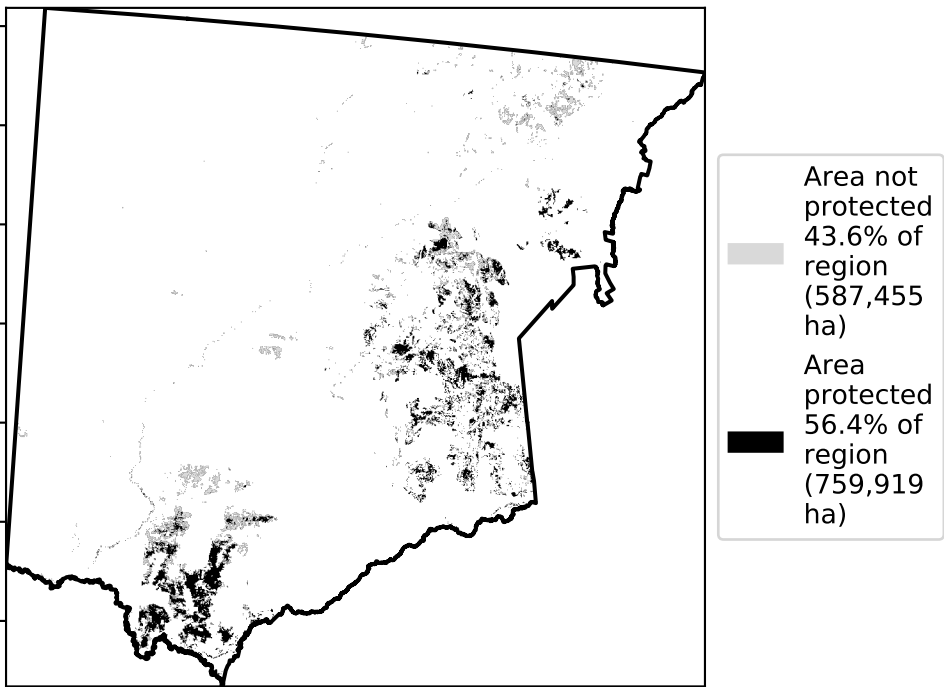 Area not
protected
43.6% of
region
(587,455
ha)
Area
protected
56.4% of
region
(759,919
ha)